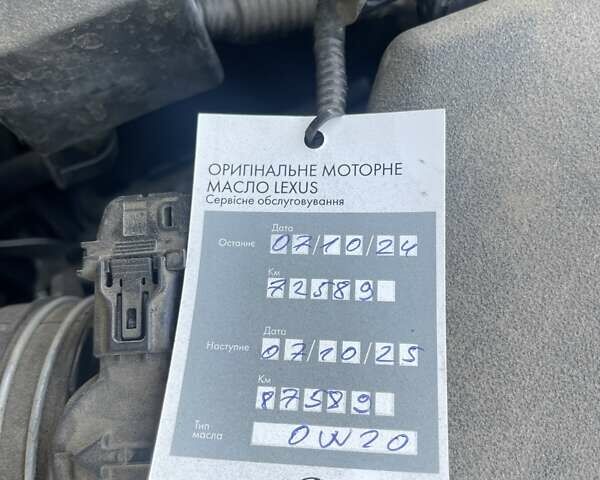 ОРИГІНАЛЬНЕ МОТОРНЕ
МАСЛО LEXUS
Сервісне обслуговування
Дата
Останнє 07/10/24
Км
72589
Дата
Наступне 07/10/25
Км
87589
Тип
масла 0W20